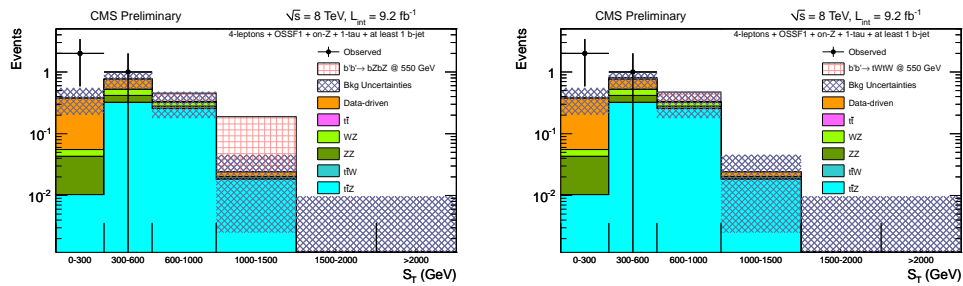 CMS Preliminary
√s = 8 TeV, L_int = 9.2 fb⁻¹
4-leptons + OSSF1 + on-Z + 1-tau + at least 1 b-jet
Events
Observed
b'b'→ bZbZ @ 550 GeV
Bkg Uncertainties
Data-driven
tt̄
WZ
ZZ
tt̄W
tt̄Z
1
10⁻¹
10⁻²
0-300 300-600 600-1000 1000-1500 1500-2000 >2000
S_T (GeV)
CMS Preliminary
√s = 8 TeV, L_int = 9.2 fb⁻¹
4-leptons + OSSF1 + on-Z + 1-tau + at least 1 b-jet
Events
Observed
b'b'→ tWtW @ 550 GeV
Bkg Uncertainties
Data-driven
tt̄
WZ
ZZ
tt̄W
tt̄Z
1
10⁻¹
10⁻²
0-300 300-600 600-1000 1000-1500 1500-2000 >2000
S_T (GeV)